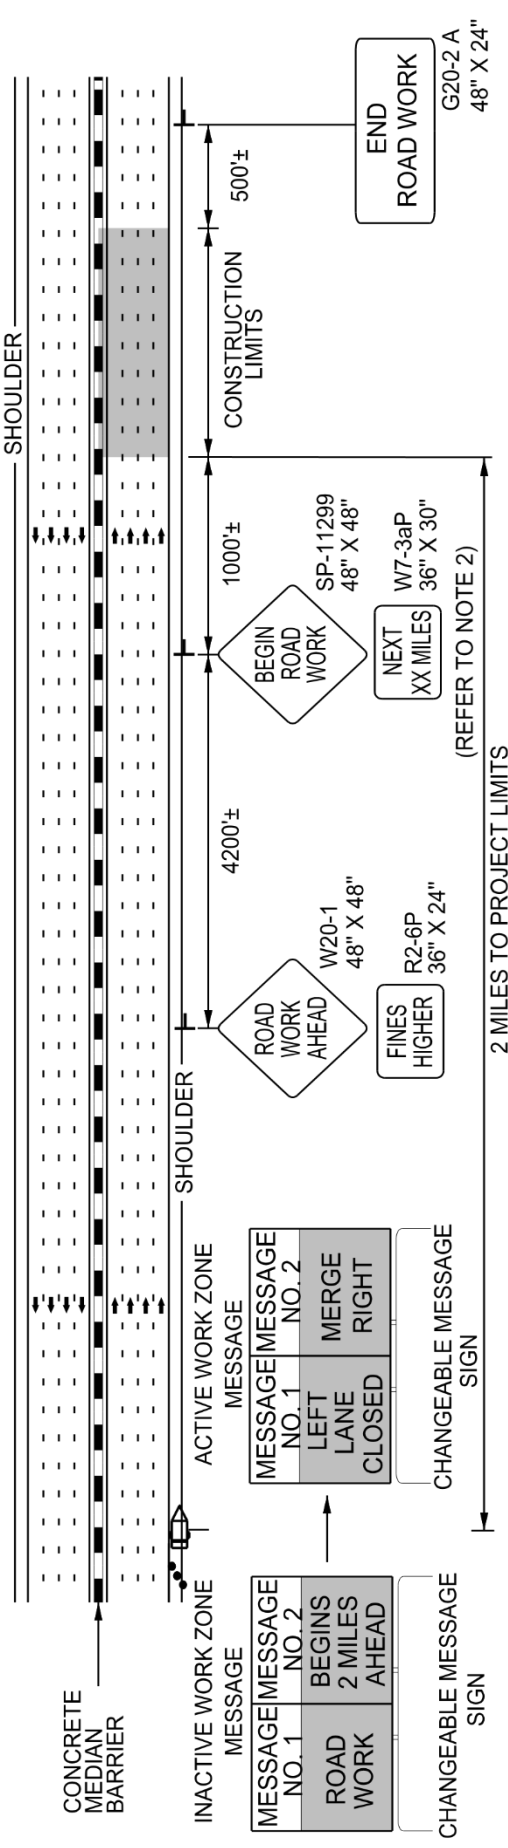 SHOULDER
CONCRETE
MEDIAN
BARRIER
SHOULDER
INACTIVE WORK ZONE
MESSAGE
MESSAGE
NO. 1
MESSAGE
NO. 2
ROAD
WORK
BEGINS
2 MILES
AHEAD
CHANGEABLE MESSAGE
SIGN
ACTIVE WORK ZONE
MESSAGE
MESSAGE
NO. 1
MESSAGE
NO. 2
LEFT
LANE
CLOSED
MERGE
RIGHT
CHANGEABLE MESSAGE
SIGN
4200'±
1000'±
CONSTRUCTION
LIMITS
500'±
ROAD
WORK
AHEAD
W20-1
48" X 48"
FINES
HIGHER
R2-6P
36" X 24"
BEGIN
ROAD
WORK
SP-11299
48" X 48"
NEXT
XX MILES
W7-3aP
36" X 30"
END
ROAD WORK
G20-2 A
48" X 24"
(REFER TO NOTE 2)
2 MILES TO PROJECT LIMITS